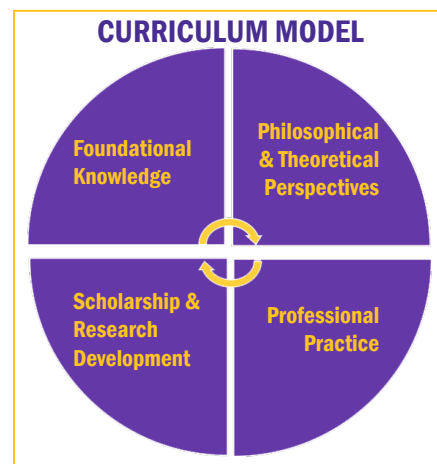 CURRICULUM MODEL
Foundational
Knowledge
Philosophical
& Theoretical
Perspectives
Scholarship &
Research
Development
Professional
Practice